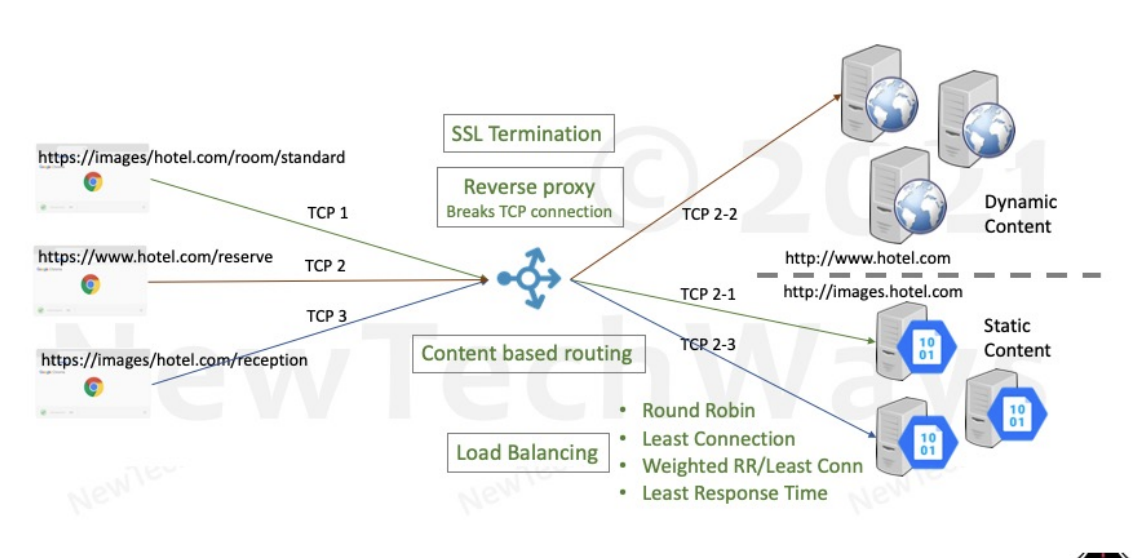 SSL Termination
Reverse proxy
Breaks TCP connection
https://images/hotel.com/room/standard
TCP 1
https://www.hotel.com/reserve
TCP 2
TCP 3
https://images/hotel.com/reception
Content based routing
Load Balancing
• Round Robin
• Least Connection
• Weighted RR/Least Conn
• Least Response Time
TCP 2-2
TCP 2-1
TCP 2-3
Dynamic
Content
http://www.hotel.com
http://images.hotel.com
Static
Content
10
01
10
01
10
01
© 2021
NewTechWays